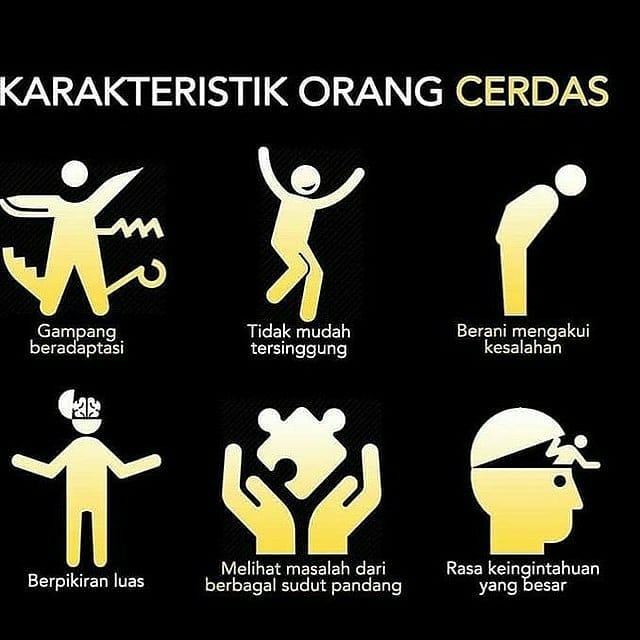 KARAKTERISTIK ORANG CERDAS
Gampang
beradaptasi
Tidak mudah
tersinggung
Berani mengakui
kesalahan
Berpikiran luas
Melihat masalah dari
berbagal sudut pandang
Rasa keingintahuan
yang besar